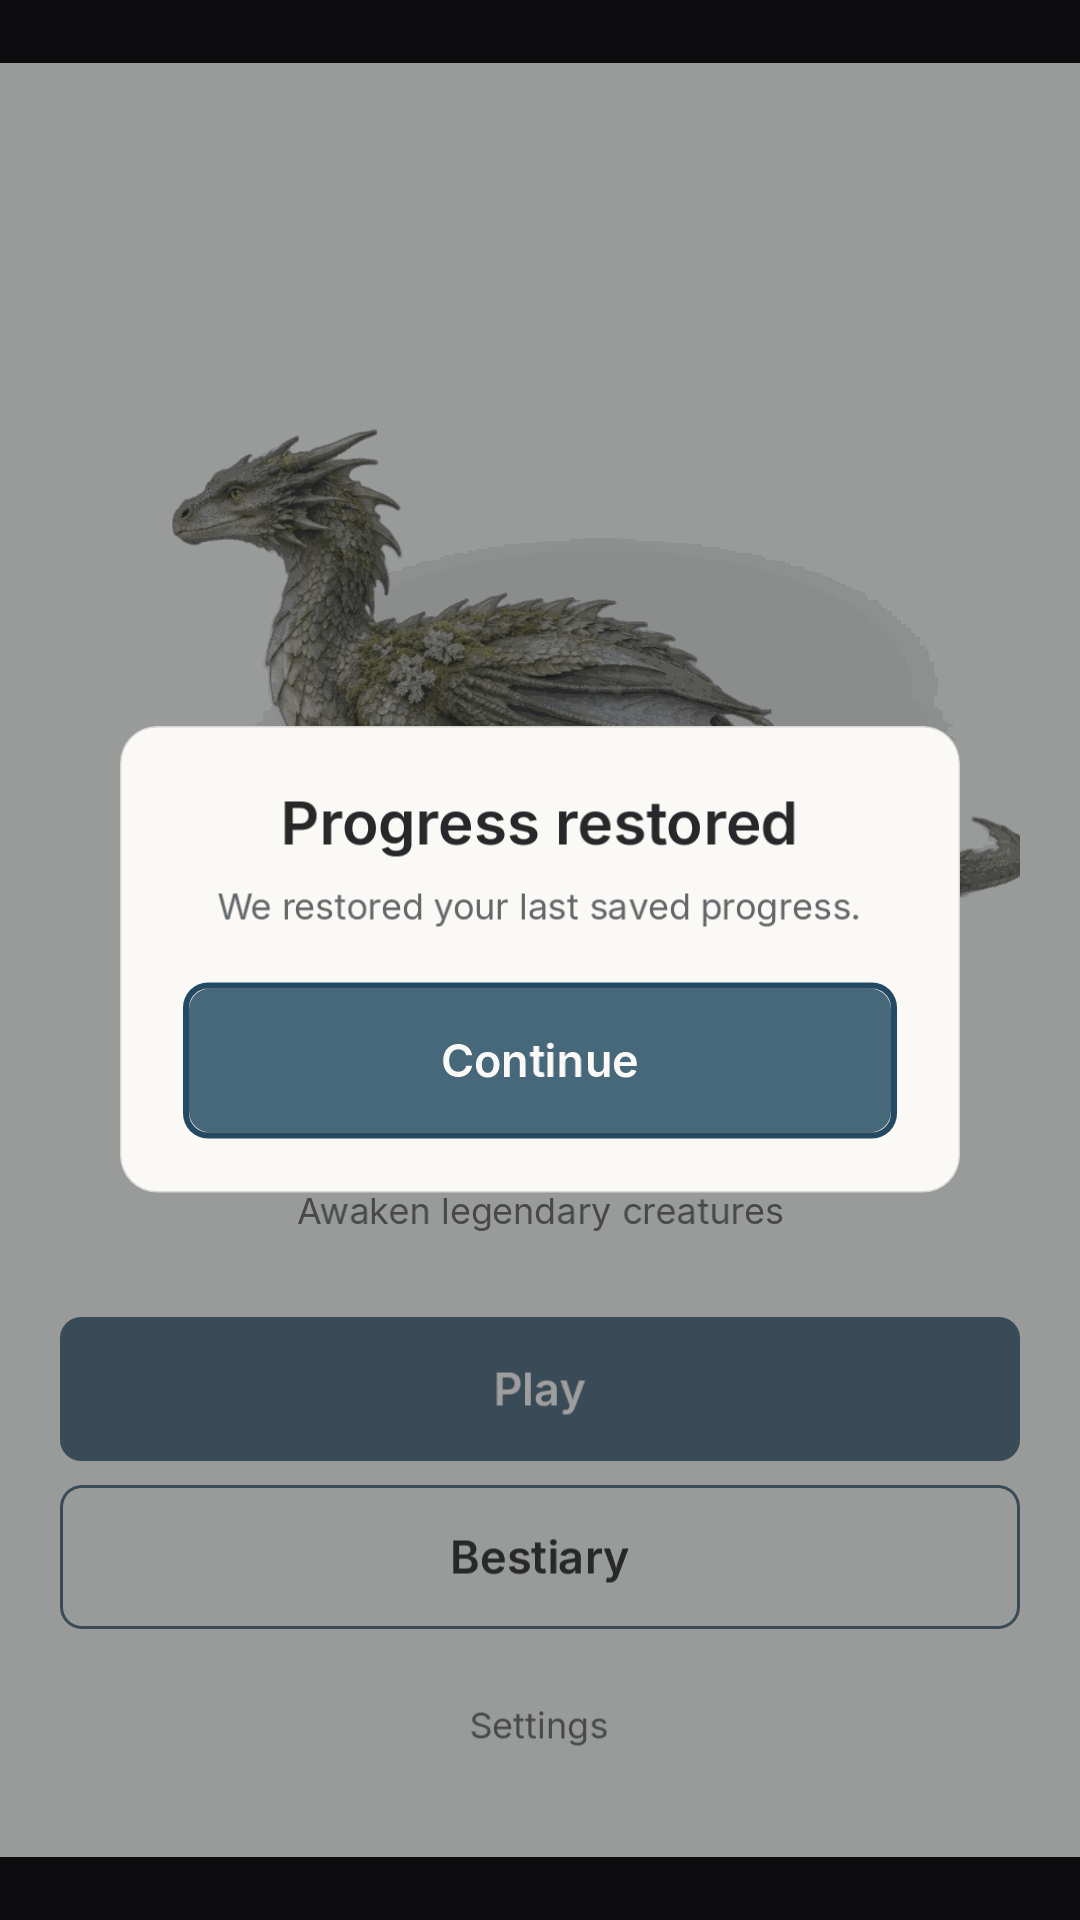 Progress restored
We restored your last saved progress.
Continue
Awaken legendary creatures
Play
Bestiary
Settings